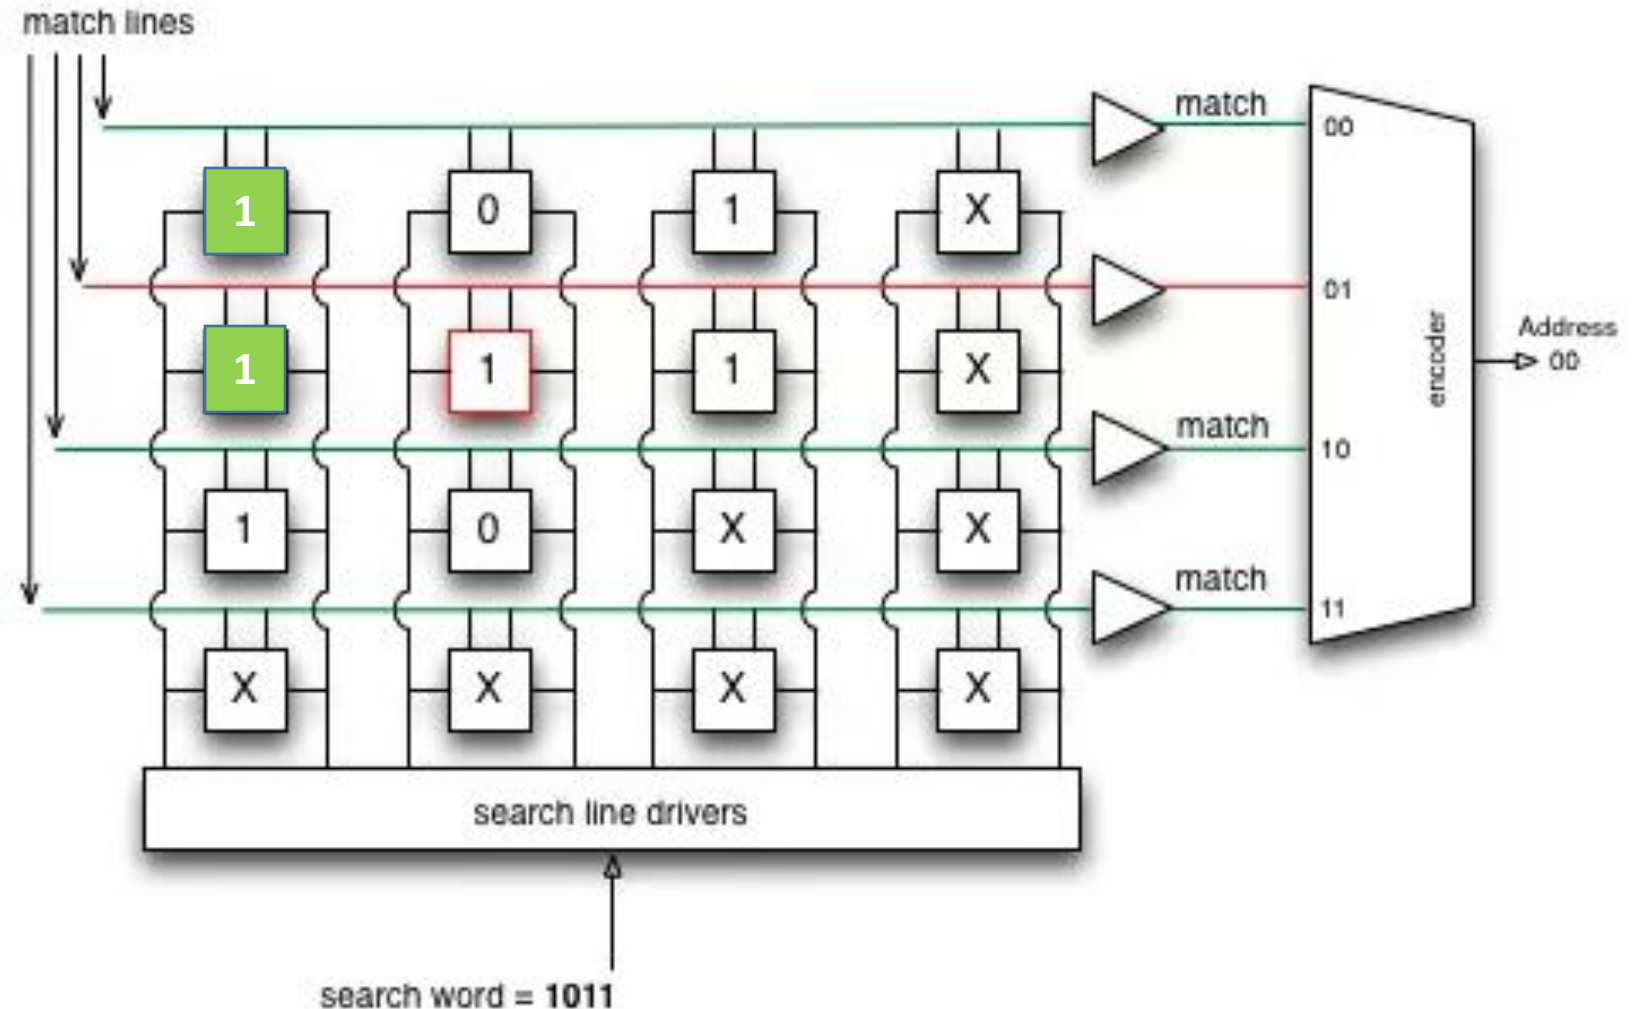 match lines
match
00
1 0 1 X
01
1 1 1 X
encoder
Address
00
match
10
1 0 X X
match
11
X X X X
search line drivers
search word = 1011